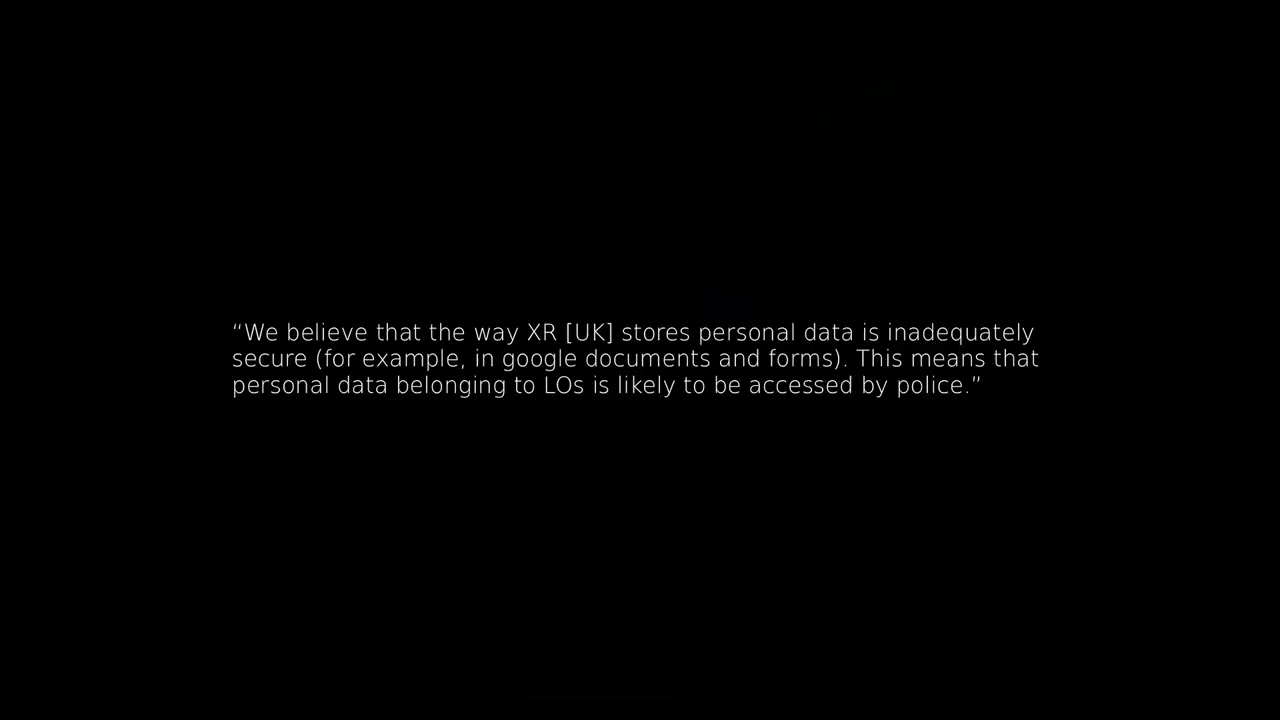 “We believe that the way XR [UK] stores personal data is inadequately
secure (for example, in google documents and forms). This means that
personal data belonging to LOs is likely to be accessed by police.”